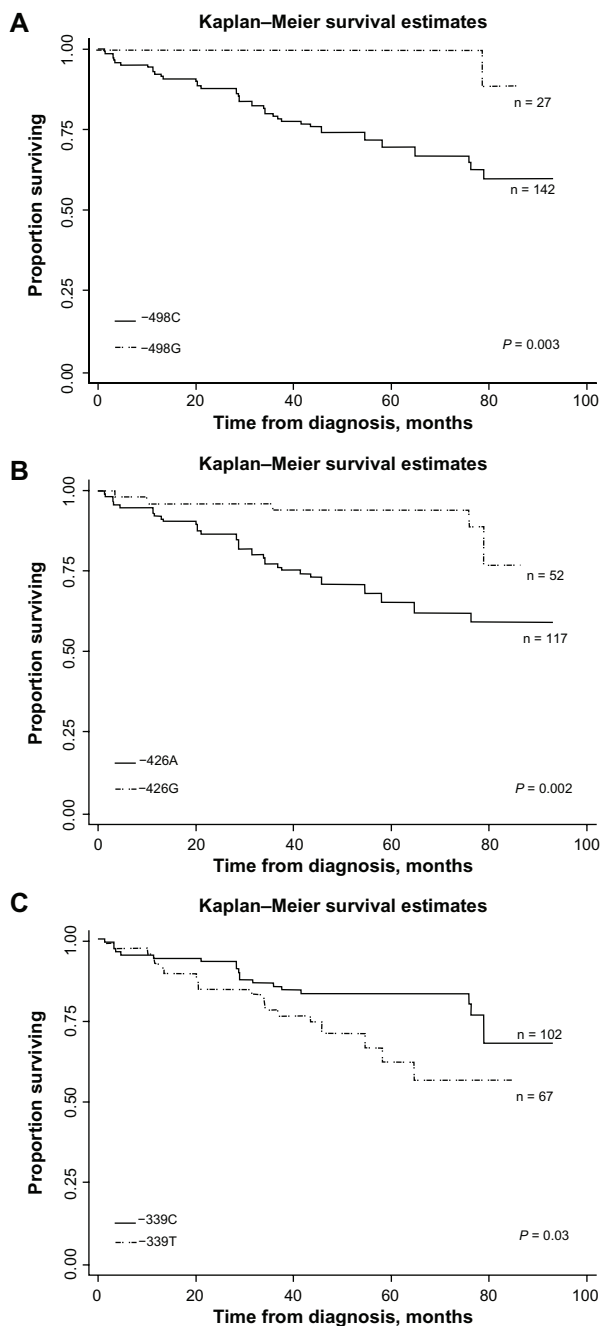 A
Kaplan–Meier survival estimates
Proportion surviving
1.00
0.75
0.50
0.25
0.00
n = 27
n = 142
−498C
−498G
P = 0.003
0 20 40 60 80 100
Time from diagnosis, months
B
Kaplan–Meier survival estimates
Proportion surviving
1.00
0.75
0.50
0.25
0.00
n = 52
n = 117
−426A
−426G
P = 0.002
0 20 40 60 80 100
Time from diagnosis, months
C
Kaplan–Meier survival estimates
Proportion surviving
1.00
0.75
0.50
0.25
0.00
n = 102
n = 67
−339C
−339T
P = 0.03
0 20 40 60 80 100
Time from diagnosis, months